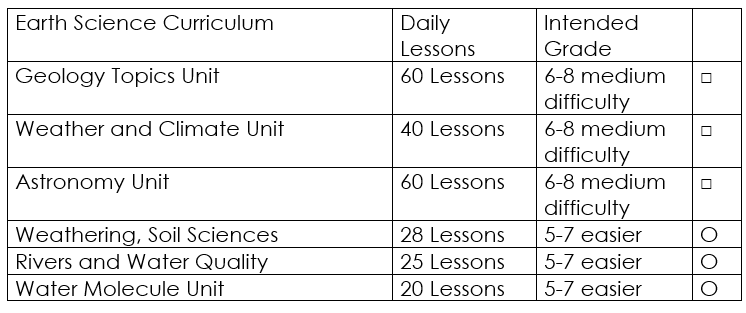 Earth Science Curriculum Daily Lessons Intended Grade
Geology Topics Unit 60 Lessons 6-8 medium difficulty □
Weather and Climate Unit 40 Lessons 6-8 medium difficulty □
Astronomy Unit 60 Lessons 6-8 medium difficulty □
Weathering, Soil Sciences 28 Lessons 5-7 easier O
Rivers and Water Quality 25 Lessons 5-7 easier O
Water Molecule Unit 20 Lessons 5-7 easier O